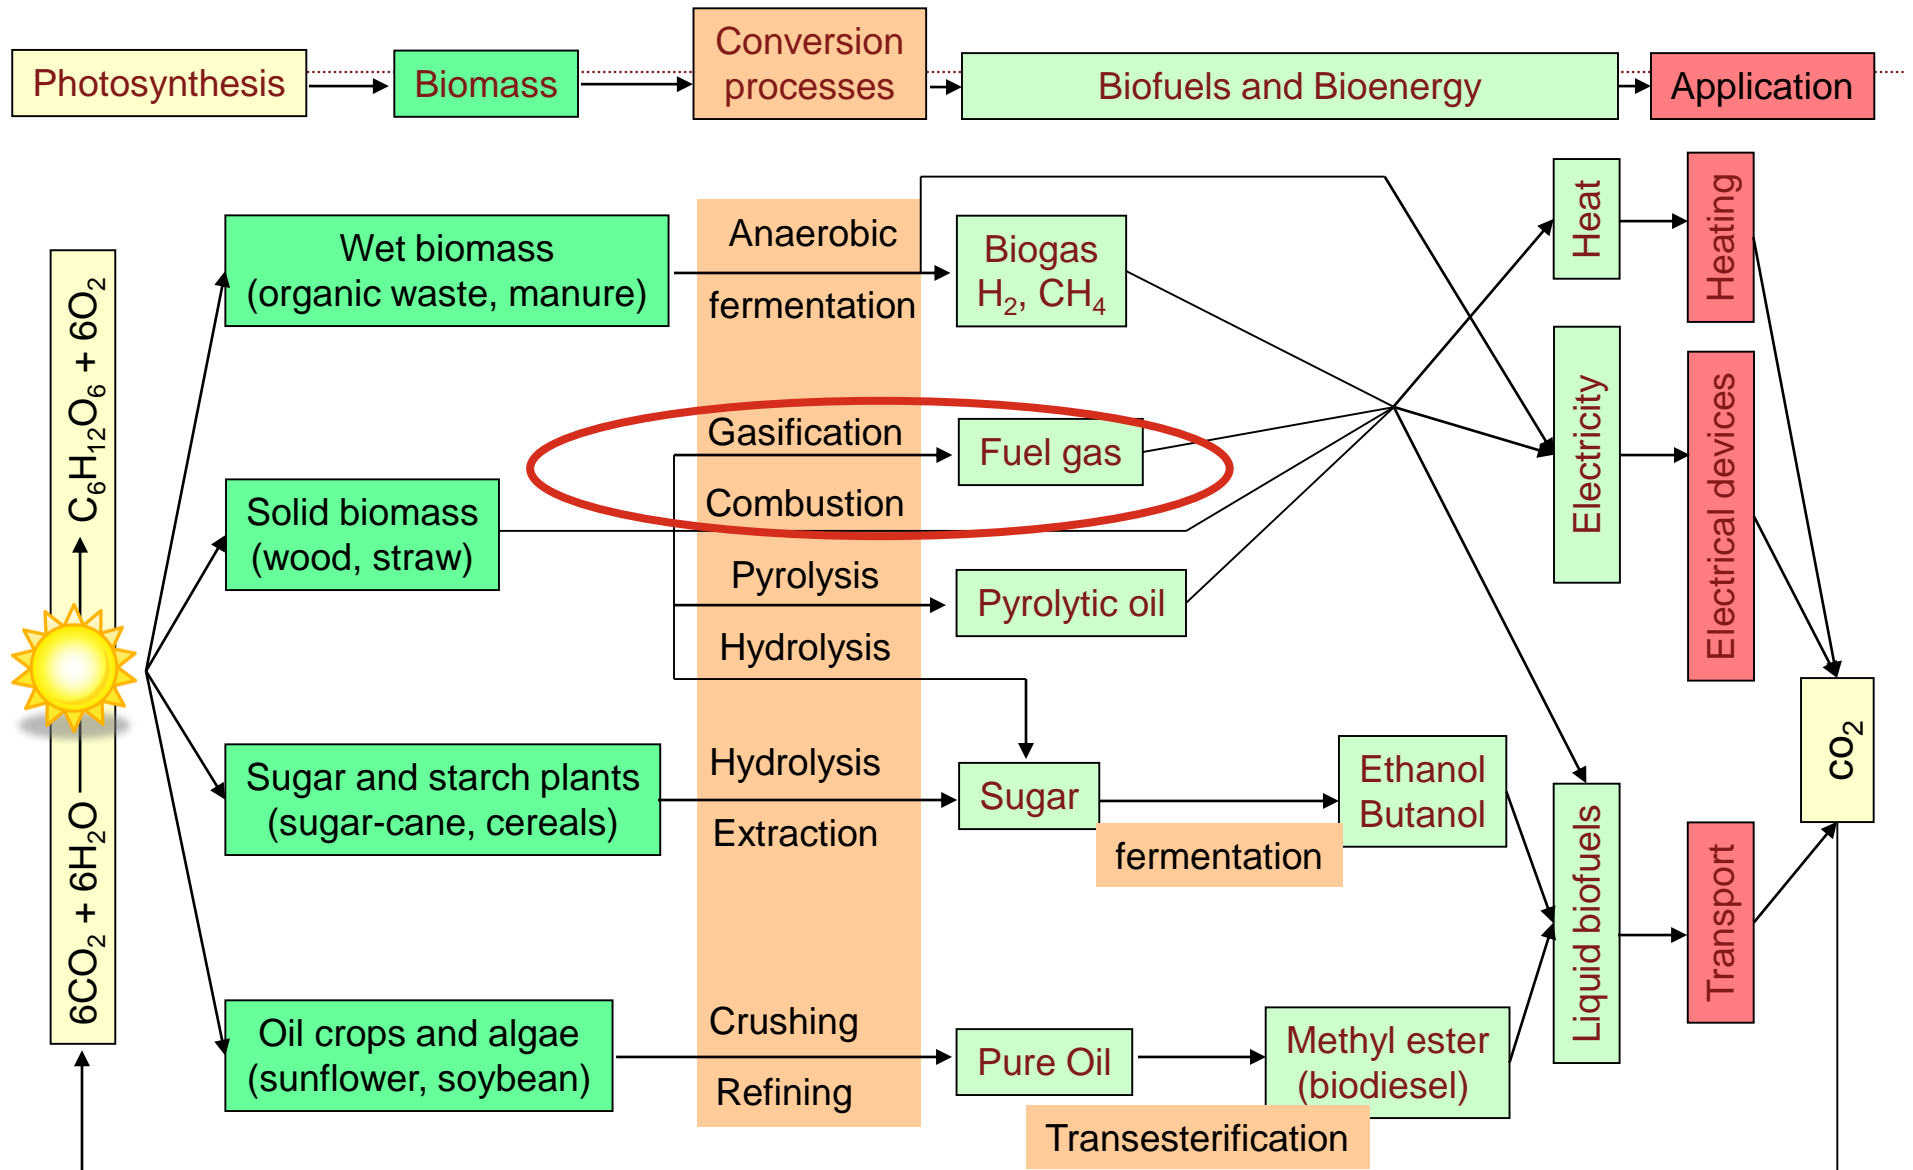 Photosynthesis
Biomass
Conversion
processes
Biofuels and Bioenergy
Application
6CO₂ + 6H₂O
C₆H₁₂O₆ + 6O₂
Wet biomass
(organic waste, manure)
Anaerobic
fermentation
Biogas
H₂, CH₄
Heat
Heating
Solid biomass
(wood, straw)
Gasification
Fuel gas
Combustion
Pyrolysis
Pyrolytic oil
Hydrolysis
Electricity
Electrical devices
Sugar and starch plants
(sugar-cane, cereals)
Hydrolysis
Extraction
Sugar
fermentation
Ethanol
Butanol
Liquid biofuels
Transport
co₂
Oil crops and algae
(sunflower, soybean)
Crushing
Refining
Pure Oil
Methyl ester
(biodiesel)
Transesterification